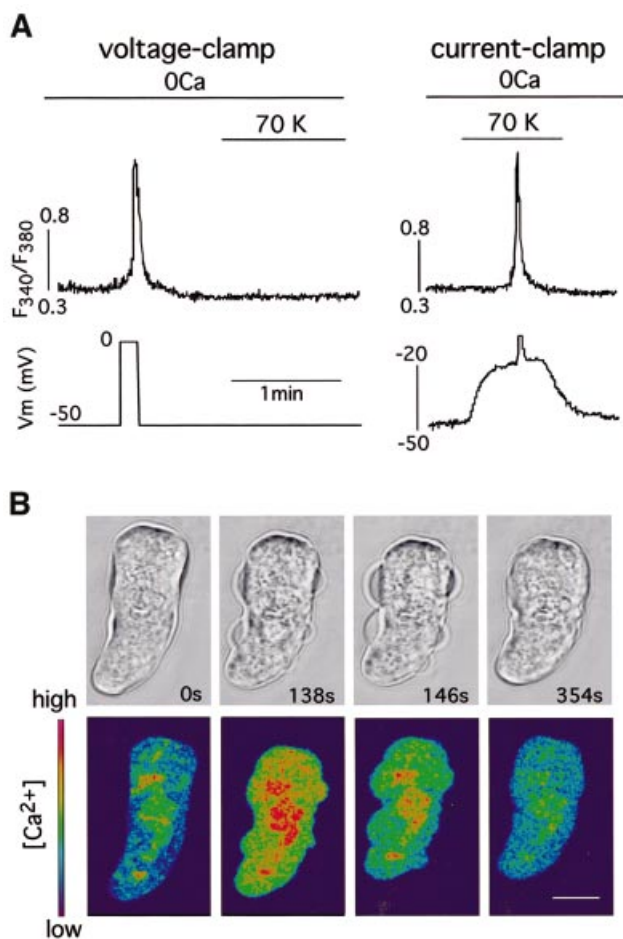 A
voltage-clamp
current-clamp
0Ca
0Ca
70 K
70 K
F340/F380
0.8
0.3
0.8
0.3
Vm (mV)
0
-50
1min
-20
-50
B
0s
138s
146s
354s
high
[Ca2+]
low